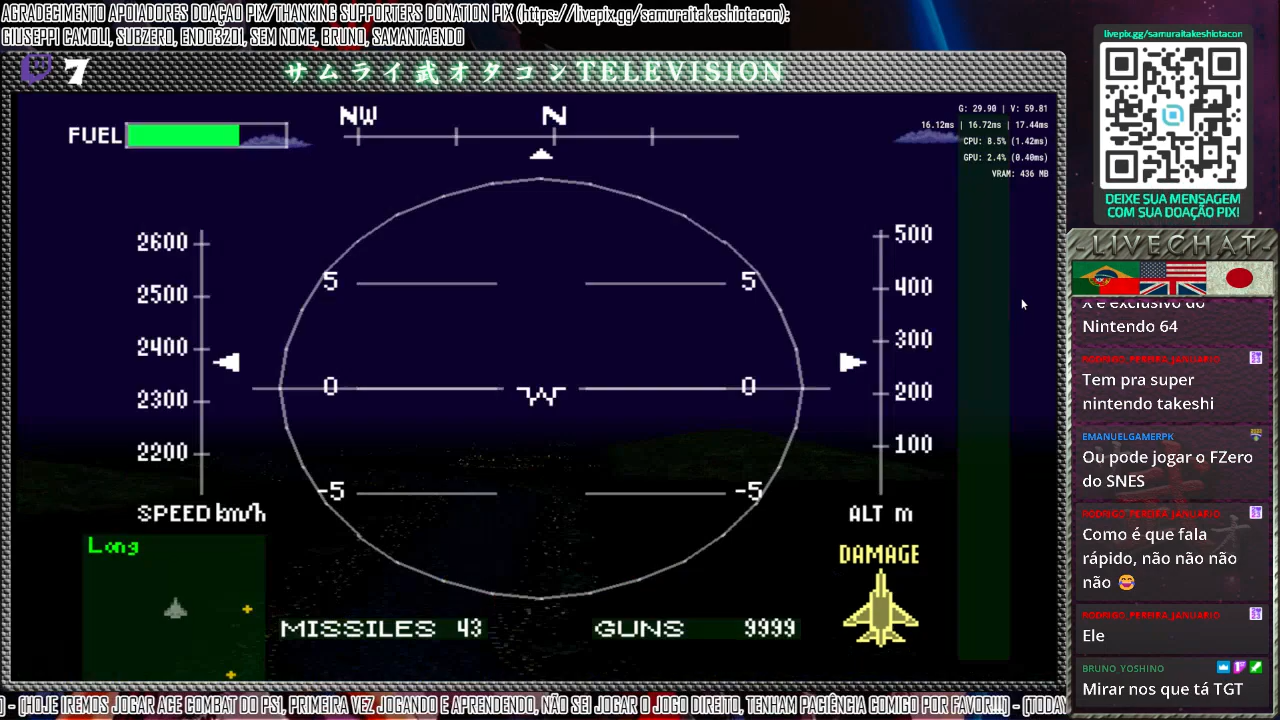 AGRADECIMENTO APOIADORES DOAÇÃO PIX/THANKING SUPPORTERS DONATION PIX (https://livepix.gg/samuraitakeshiotacon):
GIUSEPPI CAMOLI, SUBZERO, ENDO3201, SEM NOME, BRUNO, SAMANTAENDO
7
サムライ武オタコンTELEVISION
livepix.gg/samuraitakeshiotacon
DEIXE SUA MENSAGEM
COM SUA DOAÇÃO PIX!
FUEL
NW
N
G: 29.90 | V: 59.81
16.12ms | 16.72ms | 17.44ms
CPU: 8.5% (1.42ms)
GPU: 2.4% (0.40ms)
VRAM: 436 MB
2600
2500
2400
2300
2200
SPEED km/h
5 5
0 0
-5 -5
500
400
300
200
100
ALT m
DAMAGE
Long
MISSILES 43
GUNS 9999
-LIVECHAT-
X é exclusivo do
Nintendo 64
RODRIGO_PEREIRA_JANUARIO
Tem pra super
nintendo takeshi
EMANUELGAMERPK
Ou pode jogar o FZero
do SNES
RODRIGO_PEREIRA_JANUARIO
Como é que fala
rápido, não não não
não 😂
RODRIGO_PEREIRA_JANUARIO
Ele
BRUNO_YOSHINO
Mirar nos que tá TGT
] - [HOJE IREMOS JOGAR ACE COMBAT DO PS1, PRIMEIRA VEZ JOGANDO E APRENDENDO, NÃO SEI JOGAR O JOGO DIREITO, TENHAM PACIÊNCIA COMIGO POR FAVOR!!!] - [TODAY